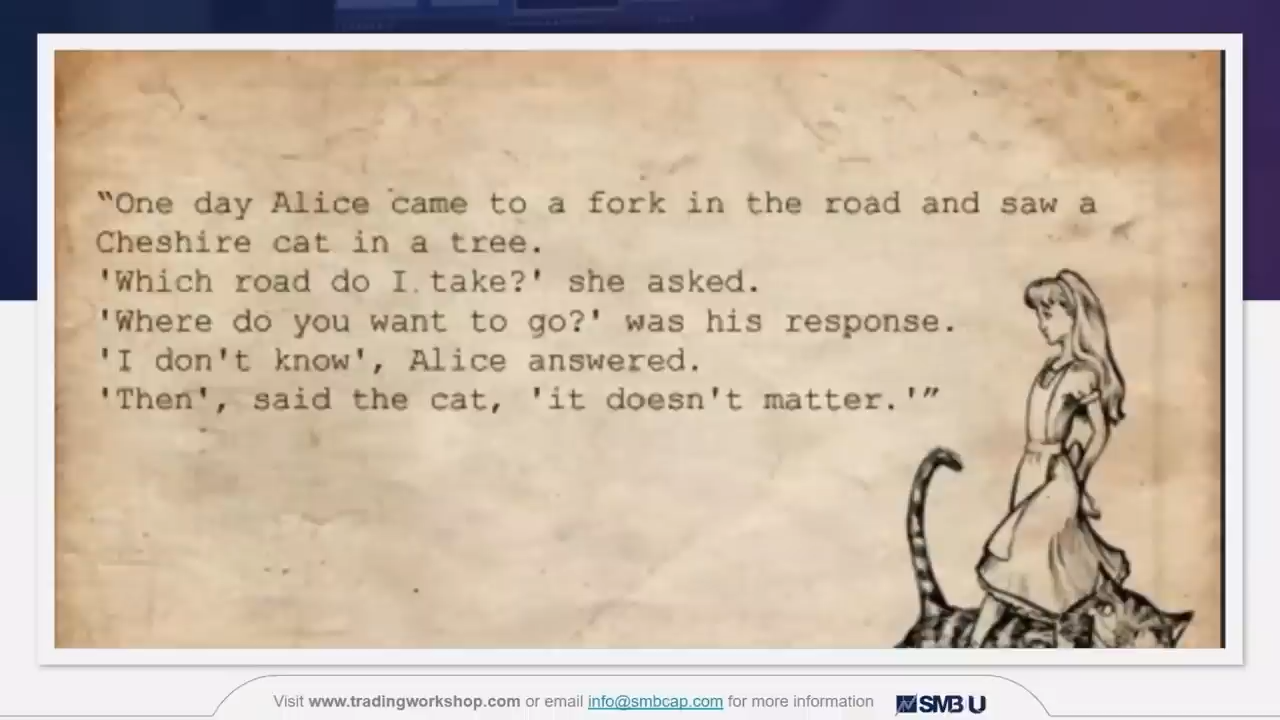 “One day Alice came to a fork in the road and saw a
Cheshire cat in a tree.
'Which road do I take?' she asked.
'Where do you want to go?' was his response.
'I don't know', Alice answered.
'Then', said the cat, 'it doesn't matter.'”
Visit www.tradingworkshop.com or email info@smbcap.com for more information
SMB U